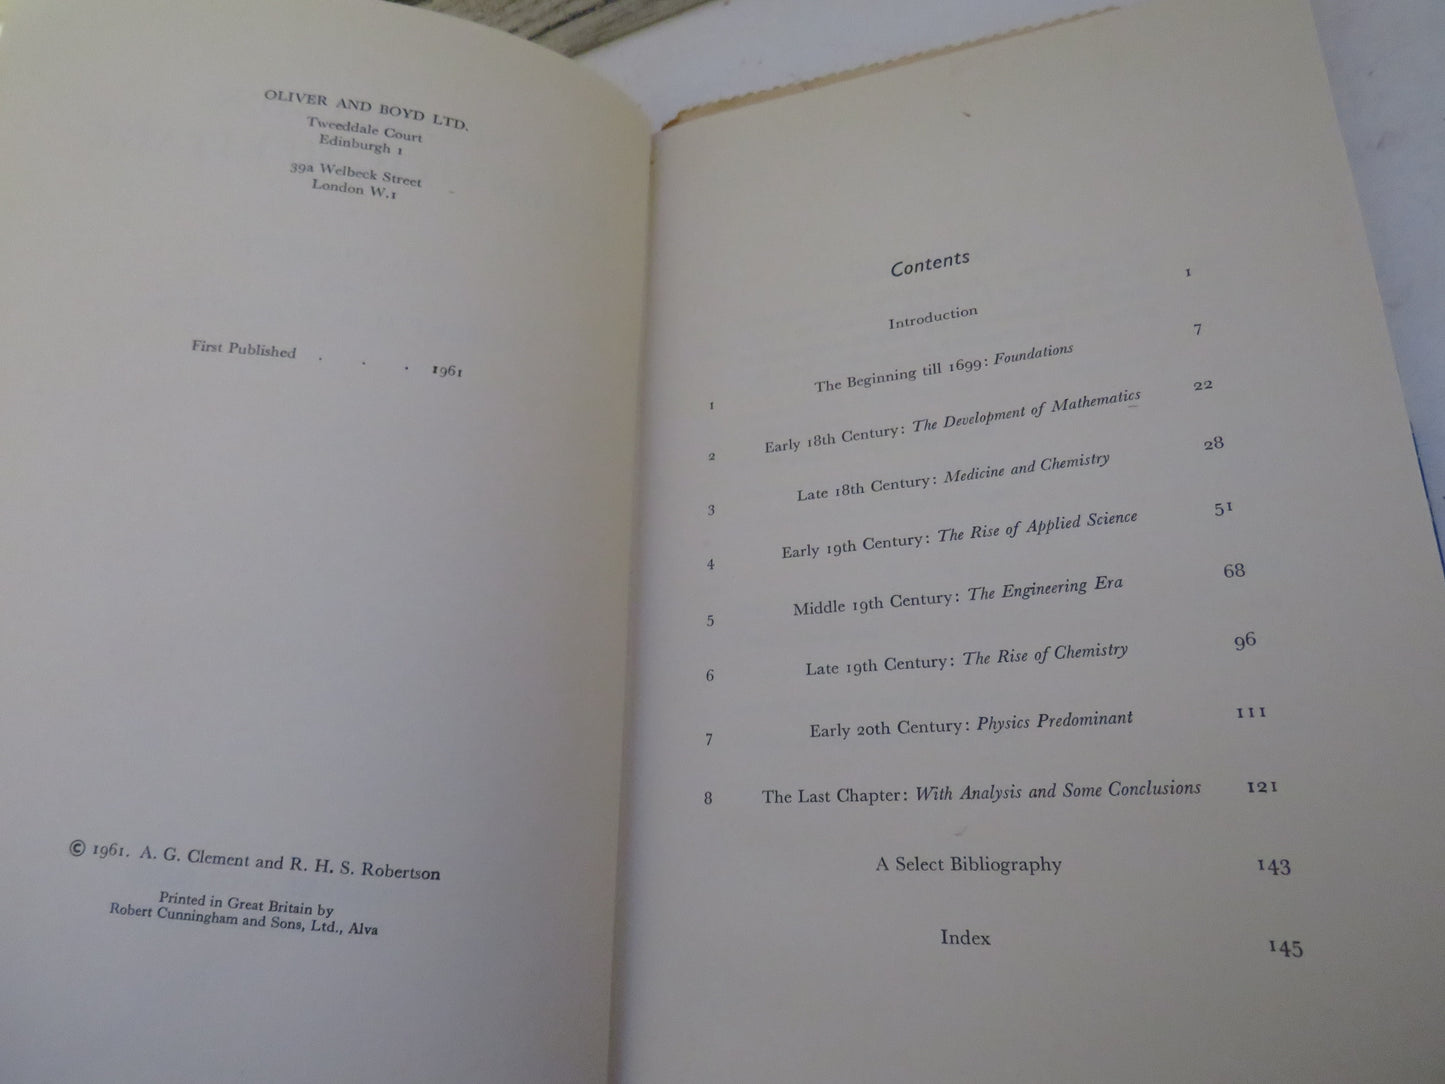 OLIVER AND BOYD LTD.
Tweeddale Court
Edinburgh 1
39a Welbeck Street
London W.1
First Published . . . 1961
© 1961. A. G. Clement and R. H. S. Robertson
Printed in Great Britain by
Robert Cunningham and Sons, Ltd., Alva
Contents
Introduction 1
1 The Beginning till 1699: Foundations 7
2 Early 18th Century: The Development of Mathematics 22
3 Late 18th Century: Medicine and Chemistry 28
4 Early 19th Century: The Rise of Applied Science 51
5 Middle 19th Century: The Engineering Era 68
6 Late 19th Century: The Rise of Chemistry 96
7 Early 20th Century: Physics Predominant 111
8 The Last Chapter: With Analysis and Some Conclusions 121
A Select Bibliography 143
Index 145